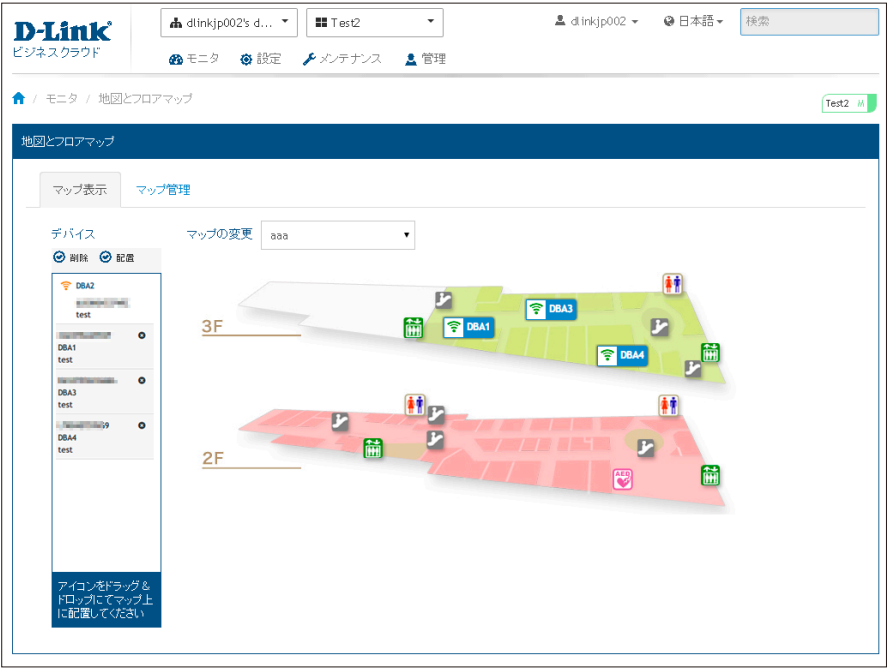 D-Link
ビジネスクラウド
dlinkjp002's d...
Test2
dlinkjp002
日本語
検索
モニタ 設定 メンテナンス 管理
/ モニタ / 地図とフロアマップ
Test2
地図とフロアマップ
マップ表示 マップ管理
デバイス
マップの変更 aaa
削除 配置
DBA2
test
DBA1
test
DBA3
test
9
DBA4
test
アイコンをドラッグ &
ドロップにてマップ上
に配置してください
3F
DBA1
DBA3
DBA4
2F
AED